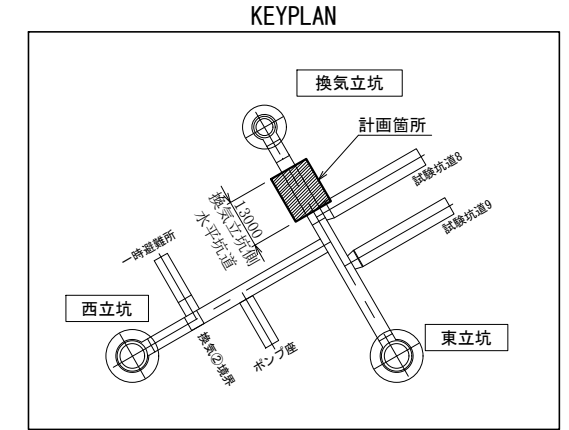 KEYPLAN
換気立坑
計画箇所
試験坑道8
13000
換気立坑側
水平坑道
試験坑道9
一時避難所
西立坑
換気②境界
ポンプ座
東立坑